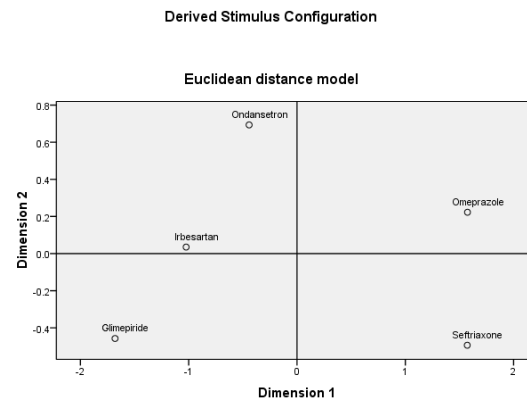 Derived Stimulus Configuration
Euclidean distance model
Ondansetron
Omeprazole
Irbesartan
Glimepiride
Seftriaxone
0.8
0.6
0.4
0.2
0.0
-0.2
-0.4
Dimension 2
-2
-1
0
1
2
Dimension 1